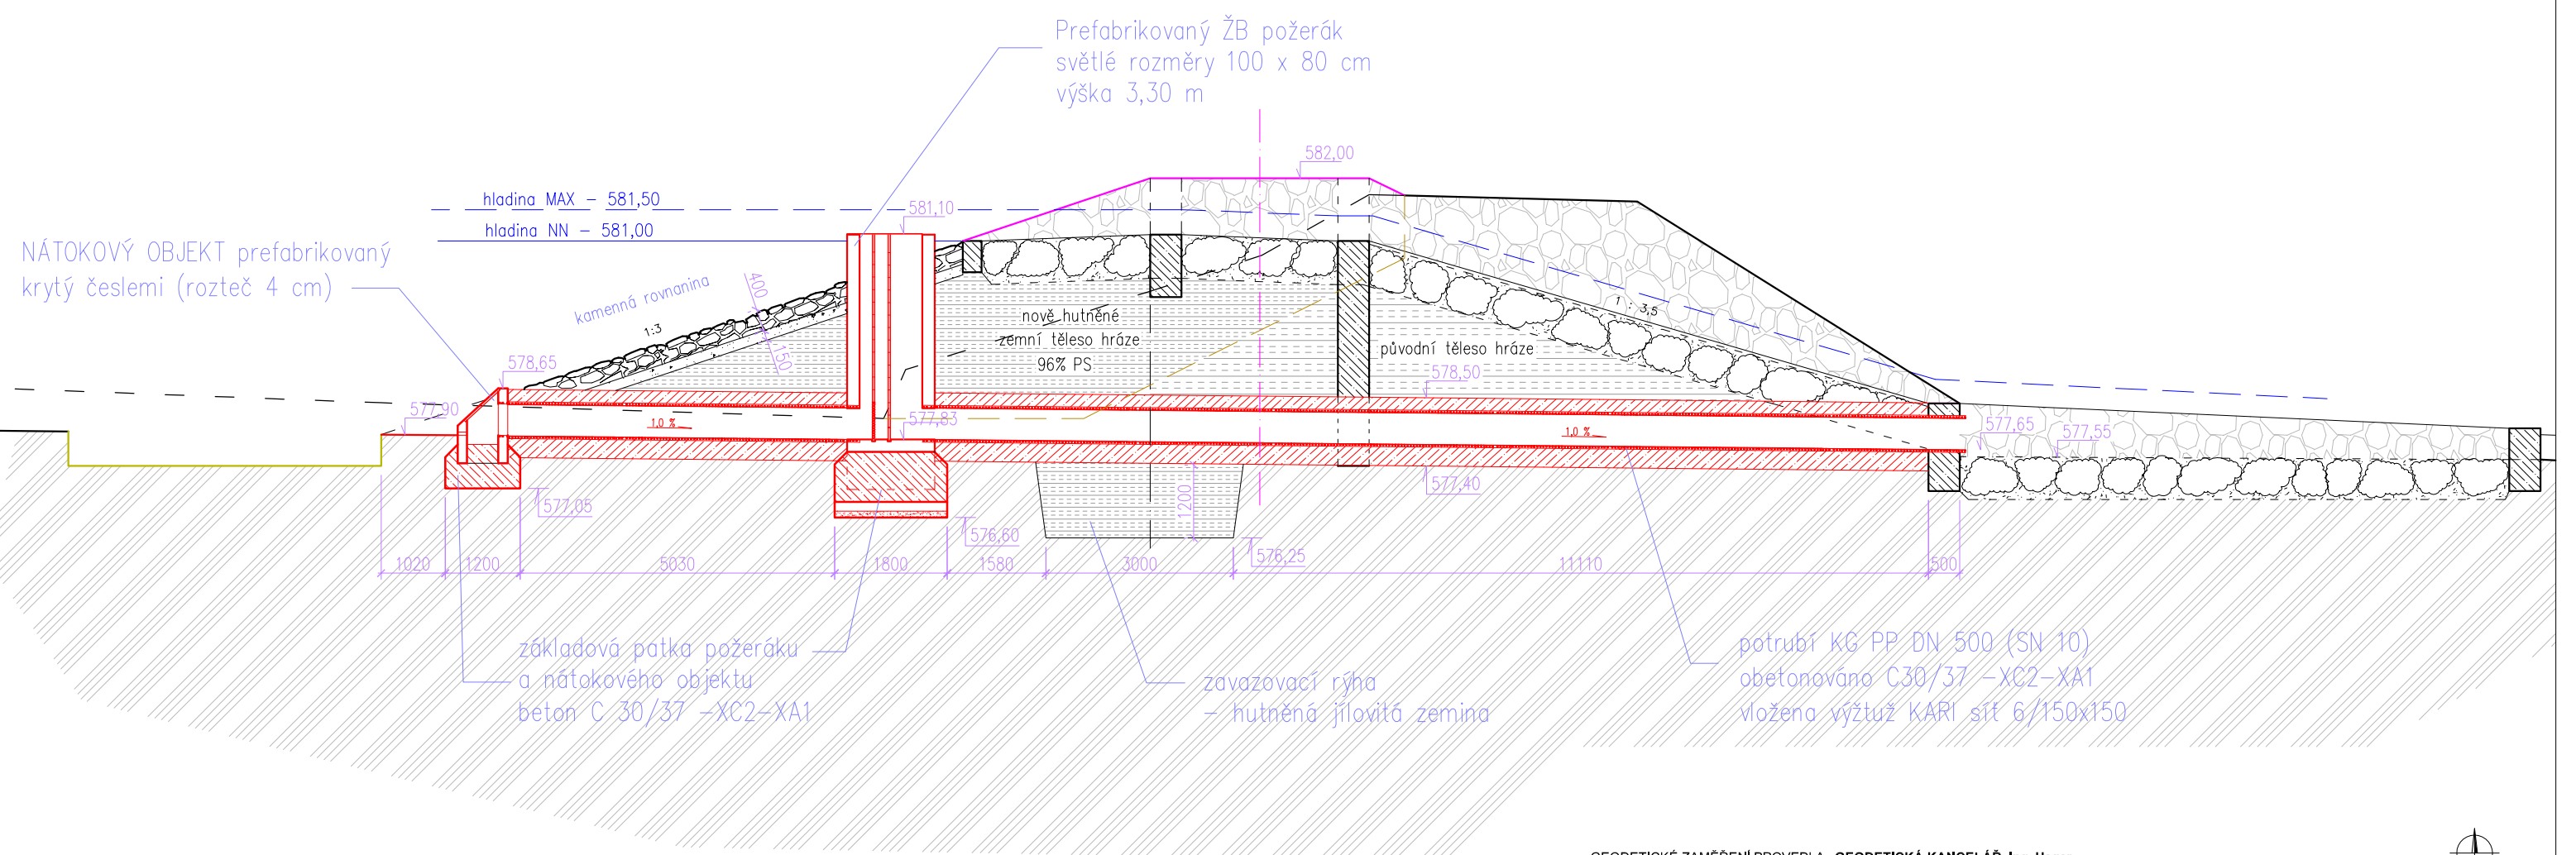 Prefabrikovaný ŽB požerák
světlé rozměry 100 x 80 cm
výška 3,30 m
582,00
hladina MAX – 581,50
581,10
hladina NN – 581,00
NÁTOKOVÝ OBJEKT prefabrikovaný
krytý česlemi (rozteč 4 cm)
kamenná rovnanina
400
1:3
150
nově hutněné
zemní těleso hráze
96% PS
1 : 3,5
původní těleso hráze
578,65
578,50
577,90
577,83
1,0 %
1,0 %
577,65
577,55
577,05
577,40
1200
576,60
576,25
1020
1200
5030
1800
1580
3000
11110
500
základová patka požeráku
a nátokového objektu
beton C 30/37 –XC2–XA1
zavazovací rýha
– hutněná jílovitá zemina
potrubí KG PP DN 500 (SN 10)
obetonováno C30/37 –XC2–XA1
vložena výžtuž KARI síť 6/150x150